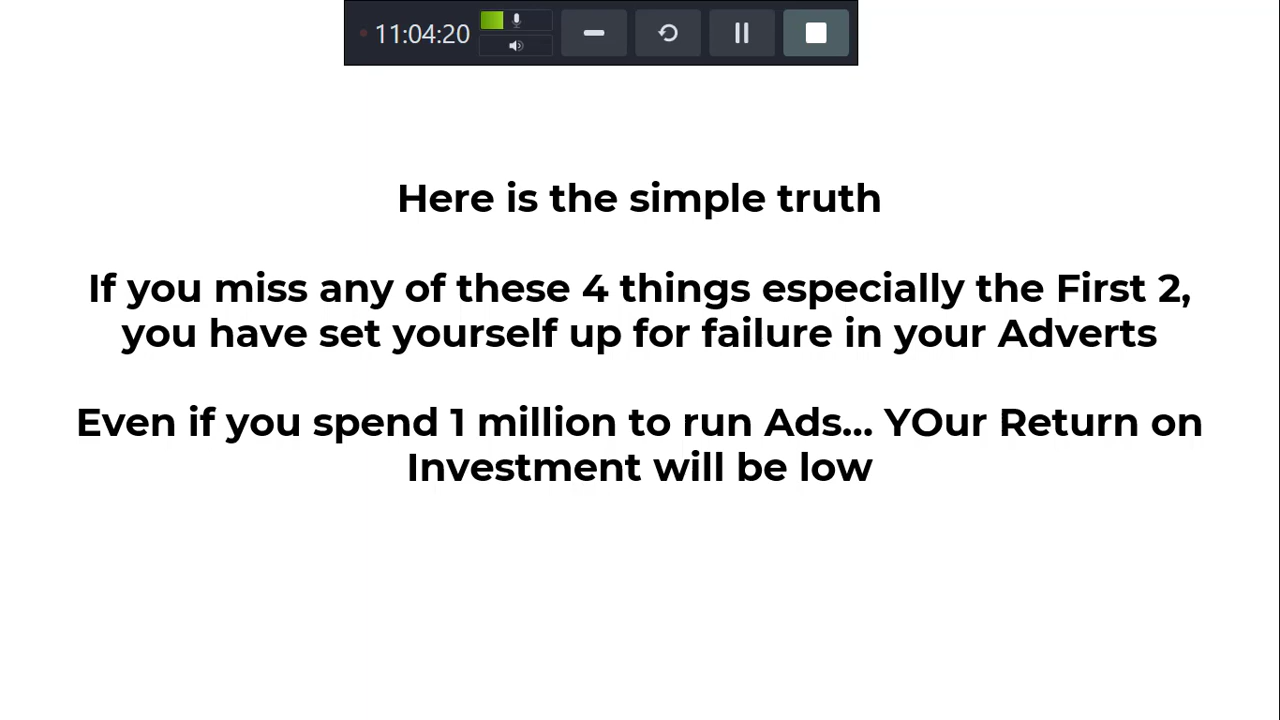 11:04:20
Here is the simple truth
If you miss any of these 4 things especially the First 2,
you have set yourself up for failure in your Adverts
Even if you spend 1 million to run Ads... YOur Return on
Investment will be low